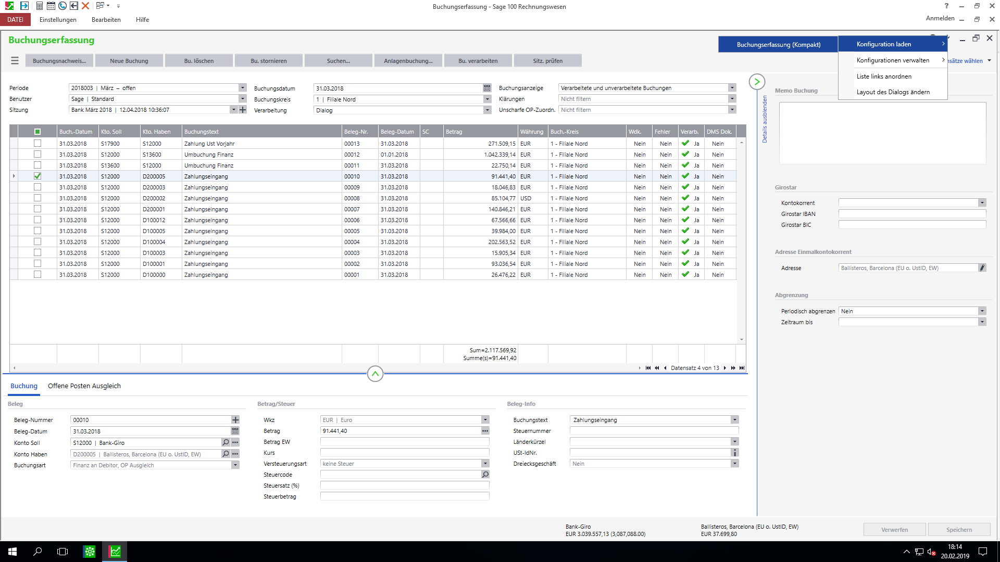 Buchungserfassung - Sage 100 Rechnungswesen
DATEI Einstellungen Bearbeiten Hilfe Anmelden
Buchungserfassung
Buchungserfassung (Kompakt)
Konfiguration laden
Konfigurationen verwalten
Liste links anordnen
Layout des Dialogs ändern
nsätze wählen
Buchungsnachweis... Neue Buchung Bu. löschen Bu. stornieren Suchen... Anlagenbuchung... Bu. verarbeiten Sitz. prüfen
Periode 2018003 | März – offen Buchungsdatum 31.03.2018 Buchungsanzeige Verarbeitete und unverarbeitete Buchungen
Benutzer Sage | Standard Buchungskreis 1 | Filiale Nord Klärungen Nicht filtern
Sitzung Bank März 2018 | 12.04.2018 10:36:07 Verarbeitung Dialog Unscharfe OP-Zuordn. Nicht filtern
Buch.-Datum Kto. Soll Kto. Haben Buchungstext Beleg-Nr. Beleg-Datum SC Betrag Währung Buch.-Kreis Wdk. Fehler Verarb. DMS Dok.
31.03.2018 S17900 S12000 Zahlung Ust Vorjahr 00013 31.03.2018 271.509,15 EUR 1 - Filiale Nord Nein Nein Ja Nein
31.03.2018 S12000 S13600 Umbuchung Finanz 00012 01.01.2018 1.042.339,14 EUR 1 - Filiale Nord Nein Nein Ja Nein
31.03.2018 S13600 S12000 Umbuchung Finanz 00011 31.03.2018 22.750,14 EUR 1 - Filiale Nord Nein Nein Ja Nein
31.03.2018 S12000 D200005 Zahlungseingang 00010 31.03.2018 91.441,40 EUR 1 - Filiale Nord Nein Nein Ja Nein
31.03.2018 S12000 D200003 Zahlungseingang 00009 31.03.2018 18.046,83 EUR 1 - Filiale Nord Nein Nein Ja Nein
31.03.2018 S12000 D200002 Zahlungseingang 00008 31.03.2018 85.104,77 USD 1 - Filiale Nord Nein Nein Ja Nein
31.03.2018 S12000 D200001 Zahlungseingang 00007 31.03.2018 140.846,21 EUR 1 - Filiale Nord Nein Nein Ja Nein
31.03.2018 S12000 D100012 Zahlungseingang 00006 31.03.2018 67.566,66 EUR 1 - Filiale Nord Nein Nein Ja Nein
31.03.2018 S12000 D100005 Zahlungseingang 00005 31.03.2018 39.984,00 EUR 1 - Filiale Nord Nein Nein Ja Nein
31.03.2018 S12000 D100004 Zahlungseingang 00004 31.03.2018 202.563,52 EUR 1 - Filiale Nord Nein Nein Ja Nein
31.03.2018 S12000 D100003 Zahlungseingang 00003 31.03.2018 15.905,34 EUR 1 - Filiale Nord Nein Nein Ja Nein
31.03.2018 S12000 D100001 Zahlungseingang 00002 31.03.2018 93.036,54 EUR 1 - Filiale Nord Nein Nein Ja Nein
31.03.2018 S12000 D100000 Zahlungseingang 00001 31.03.2018 26.476,22 EUR 1 - Filiale Nord Nein Nein Ja Nein
Sum=2.117.569,92
Summe(s)=91.441,40
Datensatz 4 von 13
Details ausblenden
Memo Buchung
Girostar
Kontokorrent
Girostar IBAN
Girostar BIC
Adresse Einmalkontokorrent
Adresse Ballisteros, Barcelona (EU o. UstID, EW)
Abgrenzung
Periodisch abgrenzen Nein
Zeitraum bis
Buchung Offene Posten Ausgleich
Beleg
Beleg-Nummer 00010
Beleg-Datum 31.03.2018
Konto Soll S12000 | Bank-Giro
Konto Haben D200005 | Ballisteros, Barcelona (EU o. UstID, EW)
Buchungsart Finanz an Debitor, OP Ausgleich
Betrag/Steuer
Wkz EUR | Euro
Betrag 91.441,40
Betrag EW
Kurs
Versteuerungsart keine Steuer
Steuercode
Steuersatz (%)
Steuerbetrag
Beleg-Info
Buchungstext Zahlungseingang
Steuernummer
Länderkürzel
USt-IdNr.
Dreiecksgeschäft Nein
Bank-Giro
EUR 3.039.557,13 (3,087,088.00)
Ballisteros, Barcelona (EU o. UstID, EW)
EUR 37.699,80
Verwerfen Speichern
18:14
20.02.2019